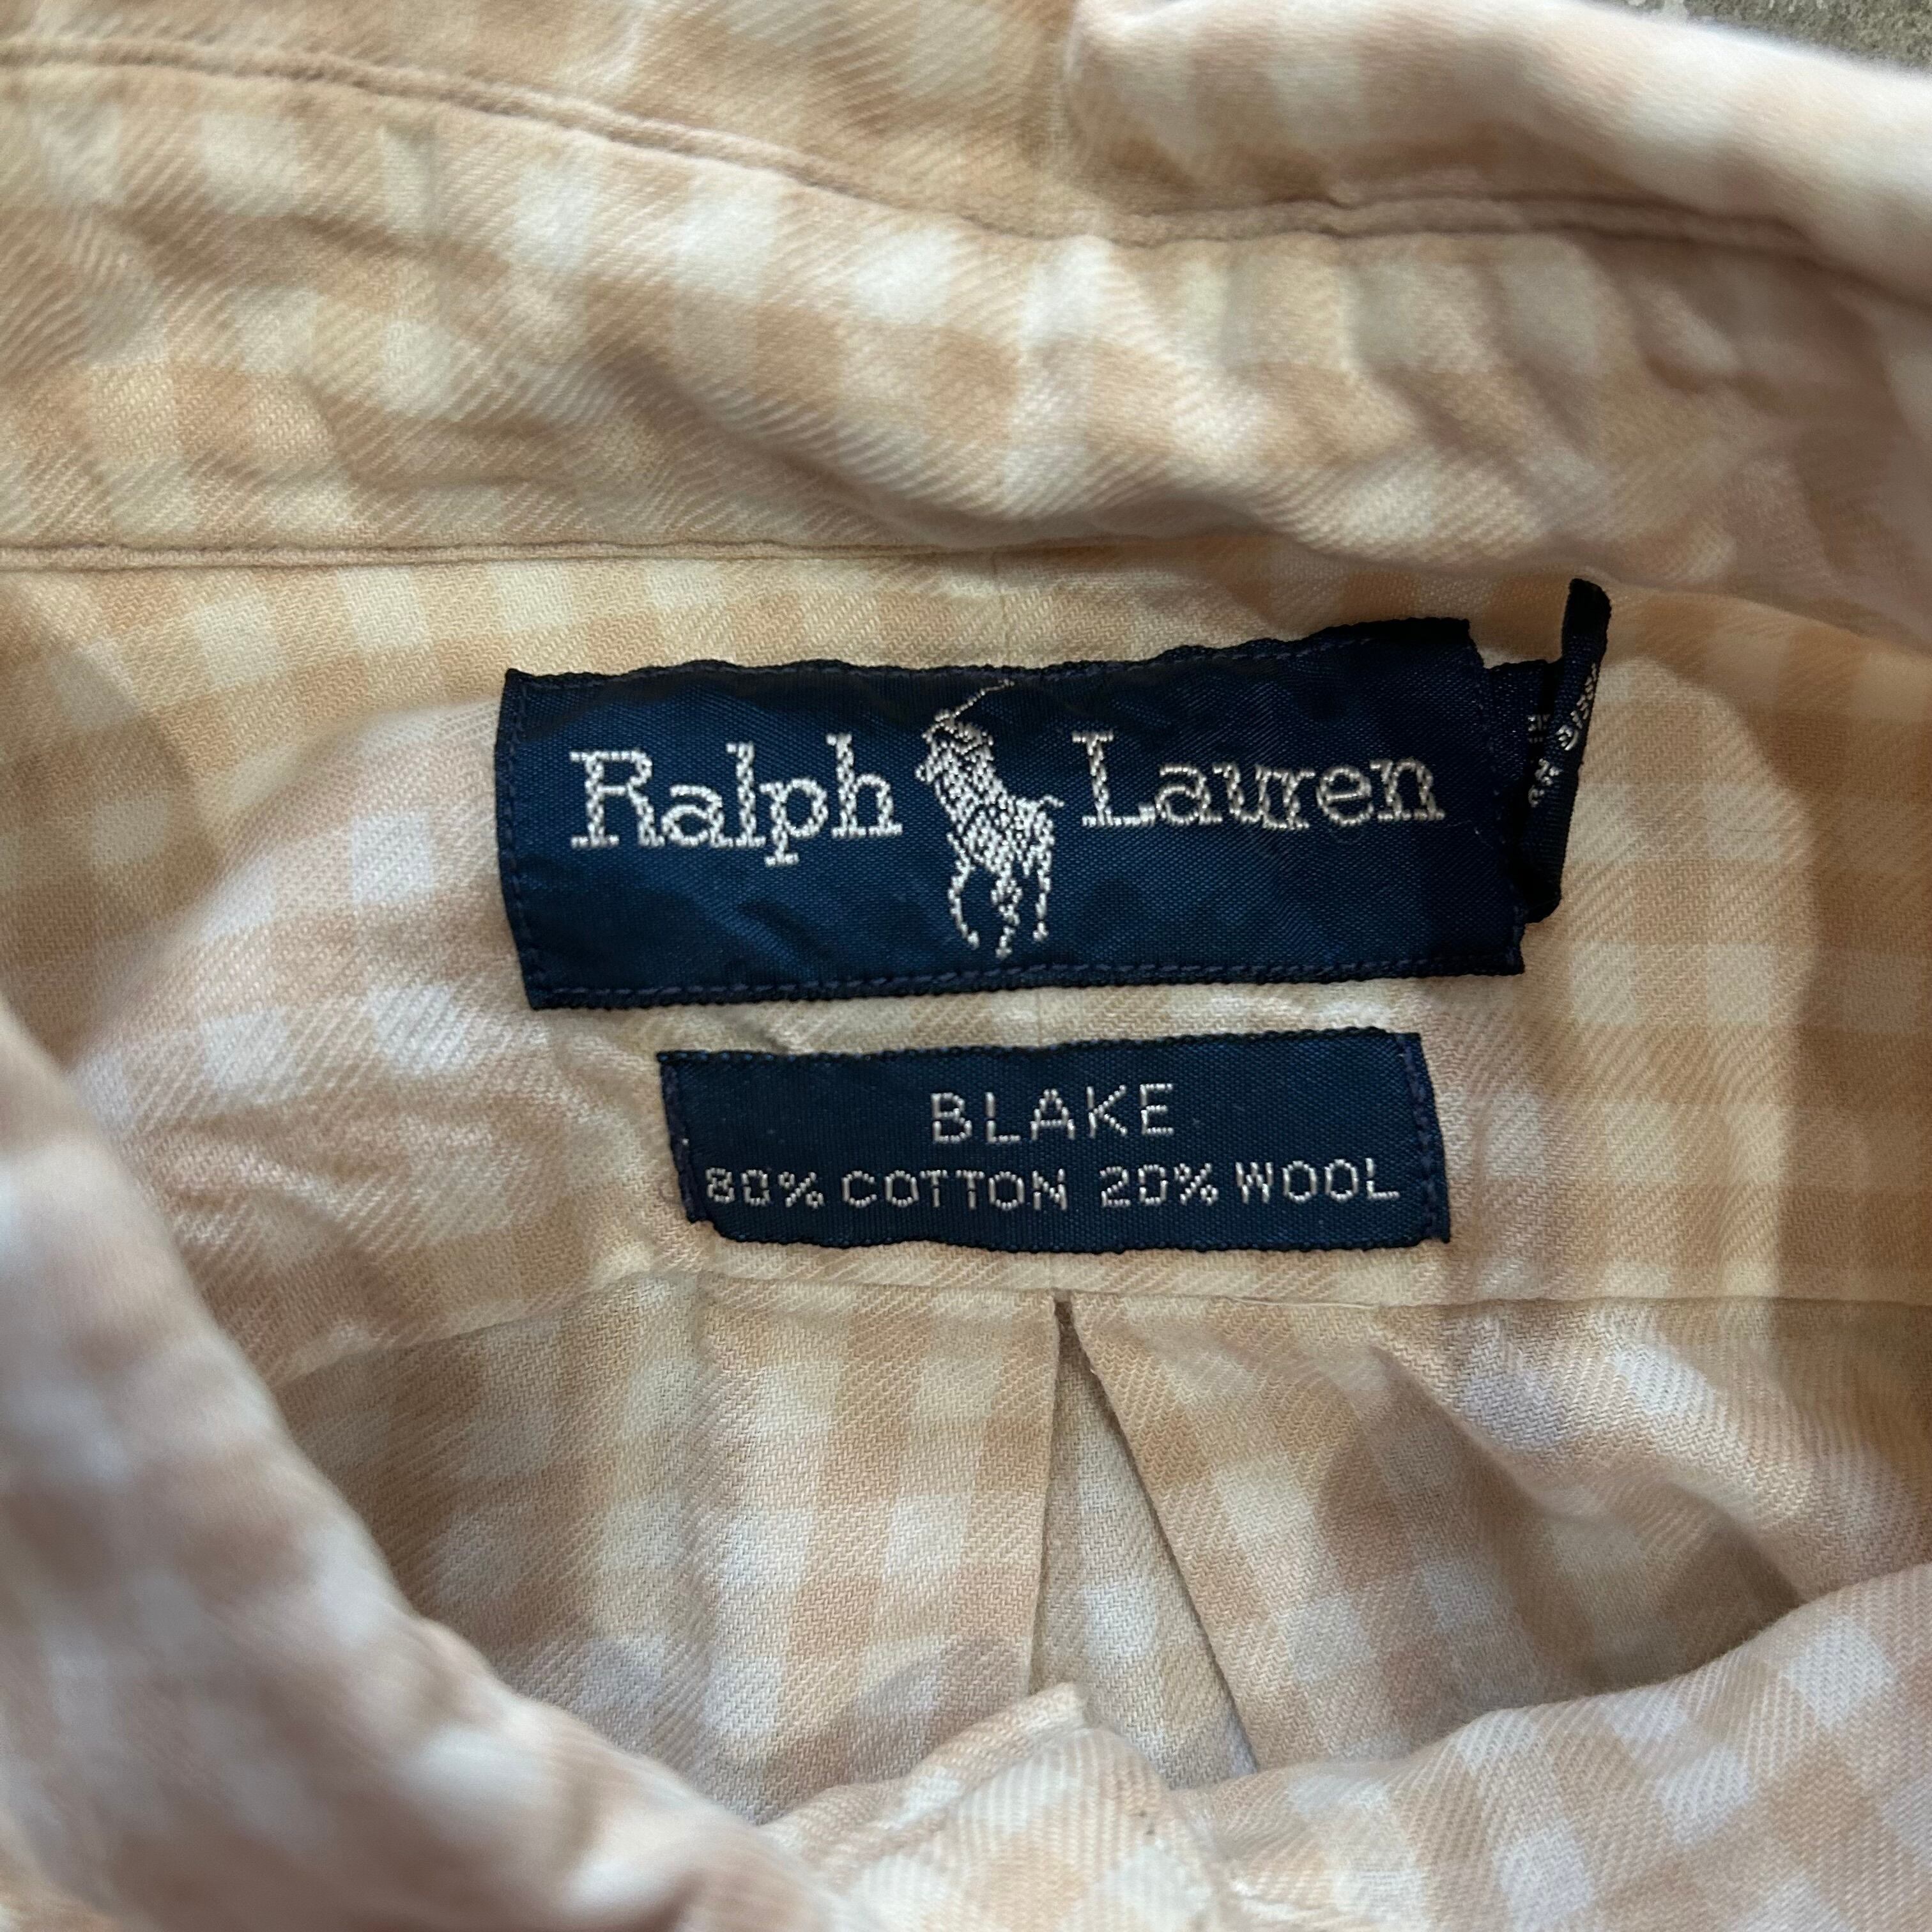 Ralph Lauren
BLAKE
80% COTTON 20% WOOL